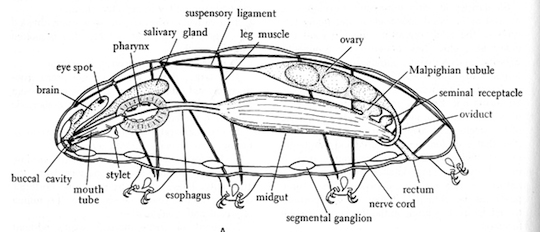 suspensory ligament
salivary gland
leg muscle
pharynx
ovary
eye spot
Malpighian tubule
brain
seminal receptacle
oviduct
buccal cavity
mouth
tube
stylet
esophagus
midgut
rectum
nerve cord
segmental ganglion
A